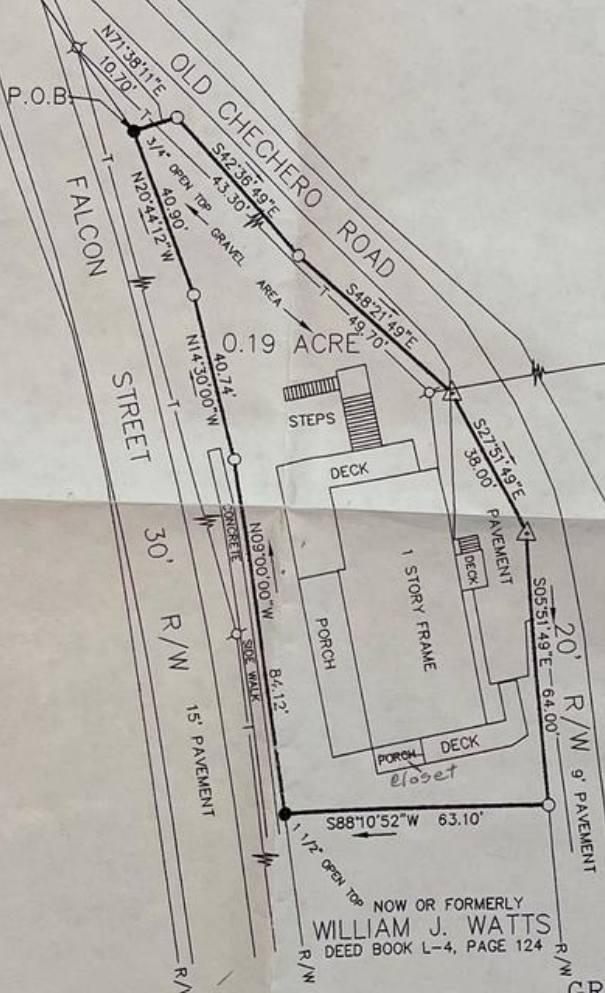 N71°38'11"E
10.70'
P.O.B.
OLD CHECHERO ROAD
T
3/4" OPEN TOP
S42°36'49"E
43.30'
N20°44'12"W
40.90'
GRAVEL AREA
T
FALCON STREET
T
S48°21'49"E
49.70'
T
0.19 ACRE
N14°30'00"W
40.74'
T
STEPS
DECK
S27°51'49"E
38.00'
PAVEMENT
CONCRETE
SIDE WALK
N09°00'00"W
84.12'
1 STORY FRAME
DECK
PORCH
S05°51'49"E
64.00'
30' R/W
15' PAVEMENT
20' R/W
9' PAVEMENT
T
PORCH
DECK
closet
S88°10'52"W 63.10'
1 1/2" OPEN TOP
NOW OR FORMERLY
WILLIAM J. WATTS
DEED BOOK L-4, PAGE 124
R/W
R/W
R/W
GR